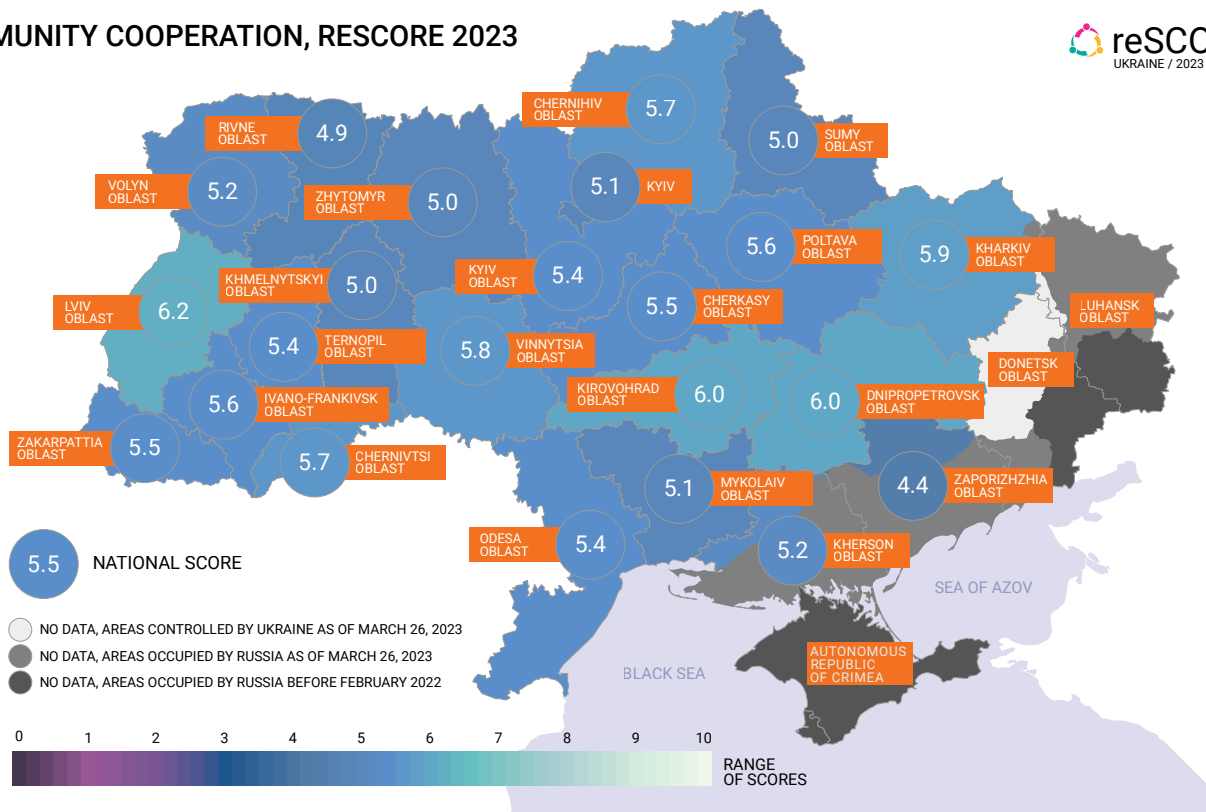 MUNITY COOPERATION, RESCORE 2023
reSCO
UKRAINE / 2023
CHERNIHIV
OBLAST
5.7
RIVNE
OBLAST
4.9
5.0
SUMY
OBLAST
VOLYN
OBLAST
5.2
ZHYTOMYR
OBLAST
5.0
5.1
KYIV
5.6
POLTAVA
OBLAST
5.9
KHARKIV
OBLAST
KHMELNYTSKYI
OBLAST
5.0
KYIV
OBLAST
5.4
5.5
CHERKASY
OBLAST
LVIV
OBLAST
6.2
LUHANSK
OBLAST
5.4
TERNOPIL
OBLAST
5.8
VINNYTSIA
OBLAST
DONETSK
OBLAST
5.6
IVANO-FRANKIVSK
OBLAST
KIROVOHRAD
OBLAST
6.0
6.0
DNIPROPETROVSK
OBLAST
ZAKARPATTIA
OBLAST
5.5
5.7
CHERNIVTSI
OBLAST
5.1
MYKOLAIV
OBLAST
4.4
ZAPORIZHZHIA
OBLAST
ODESA
OBLAST
5.4
5.2
KHERSON
OBLAST
5.5
NATIONAL SCORE
SEA OF AZOV
NO DATA, AREAS CONTROLLED BY UKRAINE AS OF MARCH 26, 2023
NO DATA, AREAS OCCUPIED BY RUSSIA AS OF MARCH 26, 2023
NO DATA, AREAS OCCUPIED BY RUSSIA BEFORE FEBRUARY 2022
BLACK SEA
AUTONOMOUS
REPUBLIC
OF CRIMEA
0 1 2 3 4 5 6 7 8 9 10
RANGE
OF SCORES